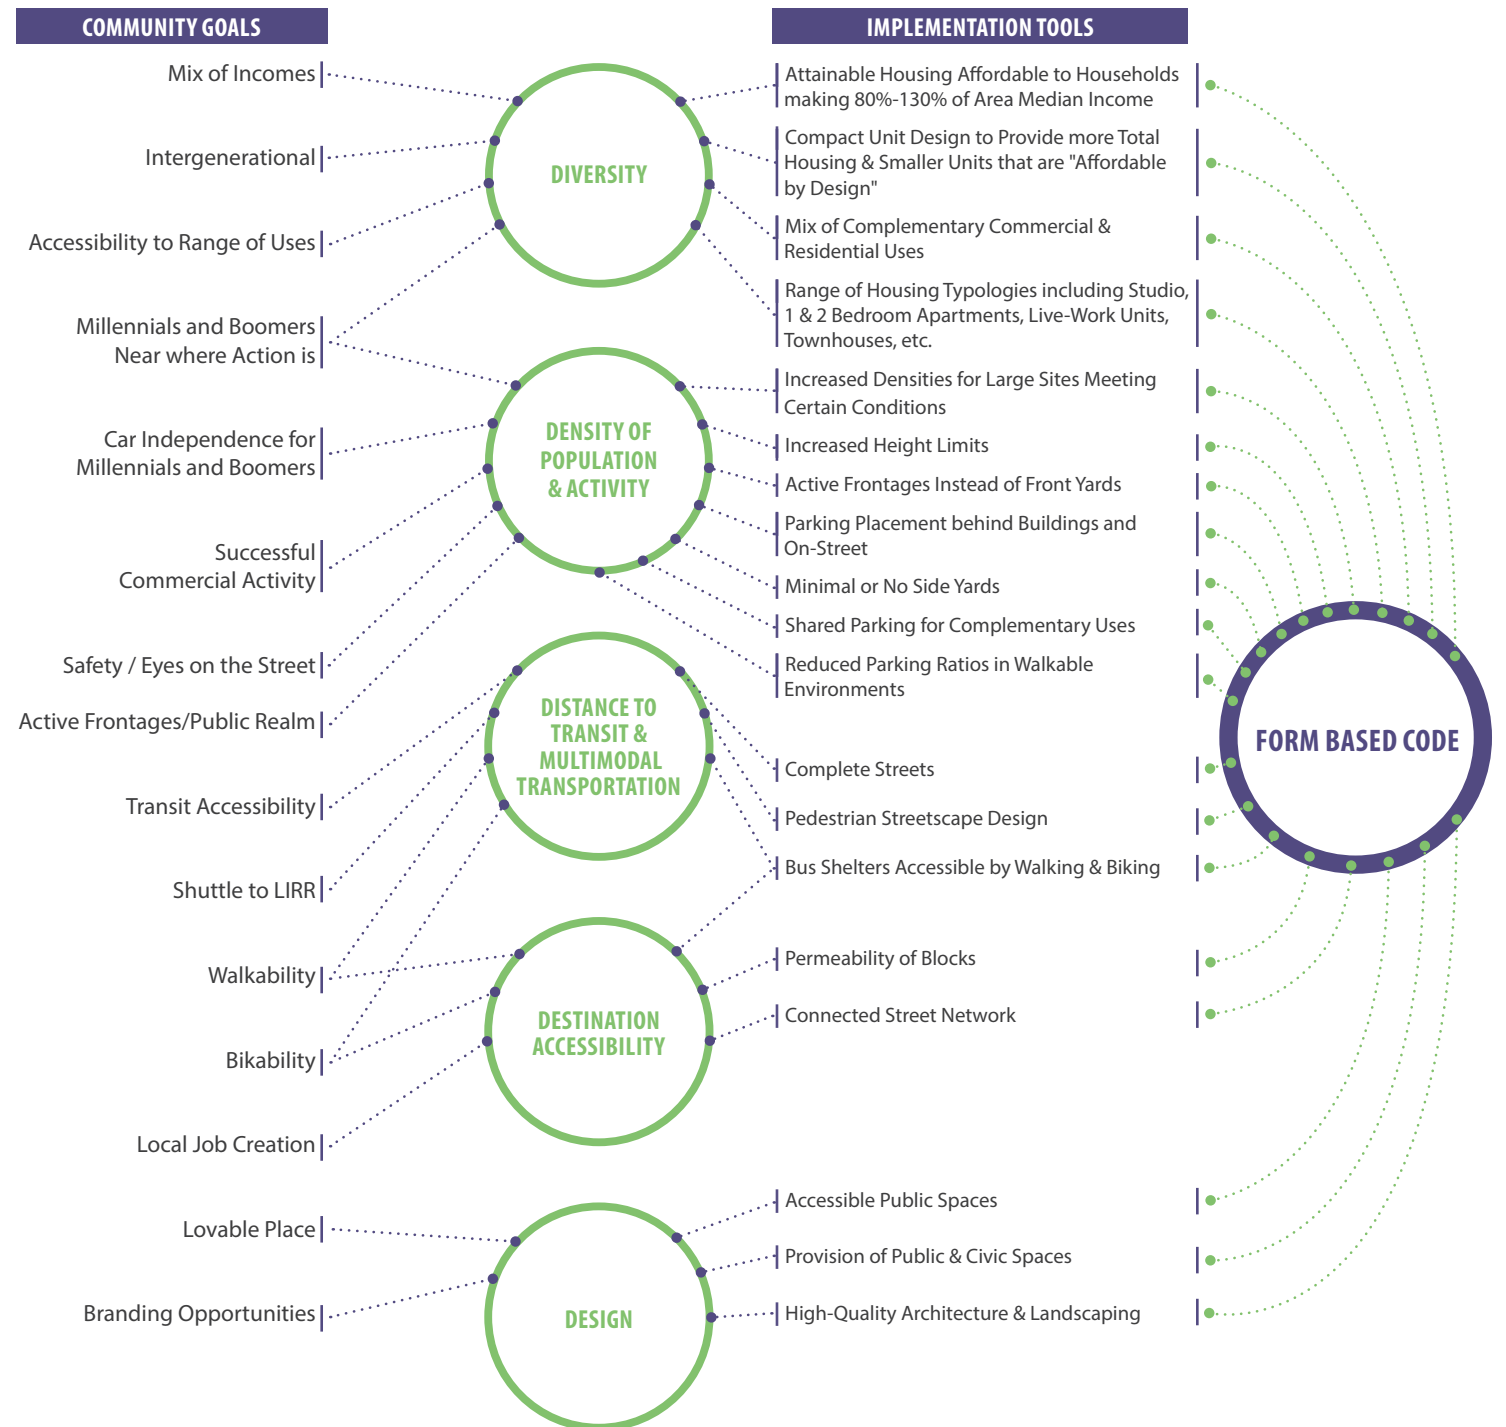 COMMUNITY GOALS
Mix of Incomes
Intergenerational
Accessibility to Range of Uses
Millennials and Boomers
Near where Action is
Car Independence for
Millennials and Boomers
Successful
Commercial Activity
Safety / Eyes on the Street
Active Frontages/Public Realm
Transit Accessibility
Shuttle to LIRR
Walkability
Bikability
Local Job Creation
Lovable Place
Branding Opportunities
DIVERSITY
DENSITY OF
POPULATION
& ACTIVITY
DISTANCE TO
TRANSIT &
MULTIMODAL
TRANSPORTATION
DESTINATION
ACCESSIBILITY
DESIGN
IMPLEMENTATION TOOLS
Attainable Housing Affordable to Households
making 80%-130% of Area Median Income
Compact Unit Design to Provide more Total
Housing & Smaller Units that are "Affordable
by Design"
Mix of Complementary Commercial &
Residential Uses
Range of Housing Typologies including Studio,
1 & 2 Bedroom Apartments, Live-Work Units,
Townhouses, etc.
Increased Densities for Large Sites Meeting
Certain Conditions
Increased Height Limits
Active Frontages Instead of Front Yards
Parking Placement behind Buildings and
On-Street
Minimal or No Side Yards
Shared Parking for Complementary Uses
Reduced Parking Ratios in Walkable
Environments
Complete Streets
Pedestrian Streetscape Design
Bus Shelters Accessible by Walking & Biking
Permeability of Blocks
Connected Street Network
Accessible Public Spaces
Provision of Public & Civic Spaces
High-Quality Architecture & Landscaping
FORM BASED CODE